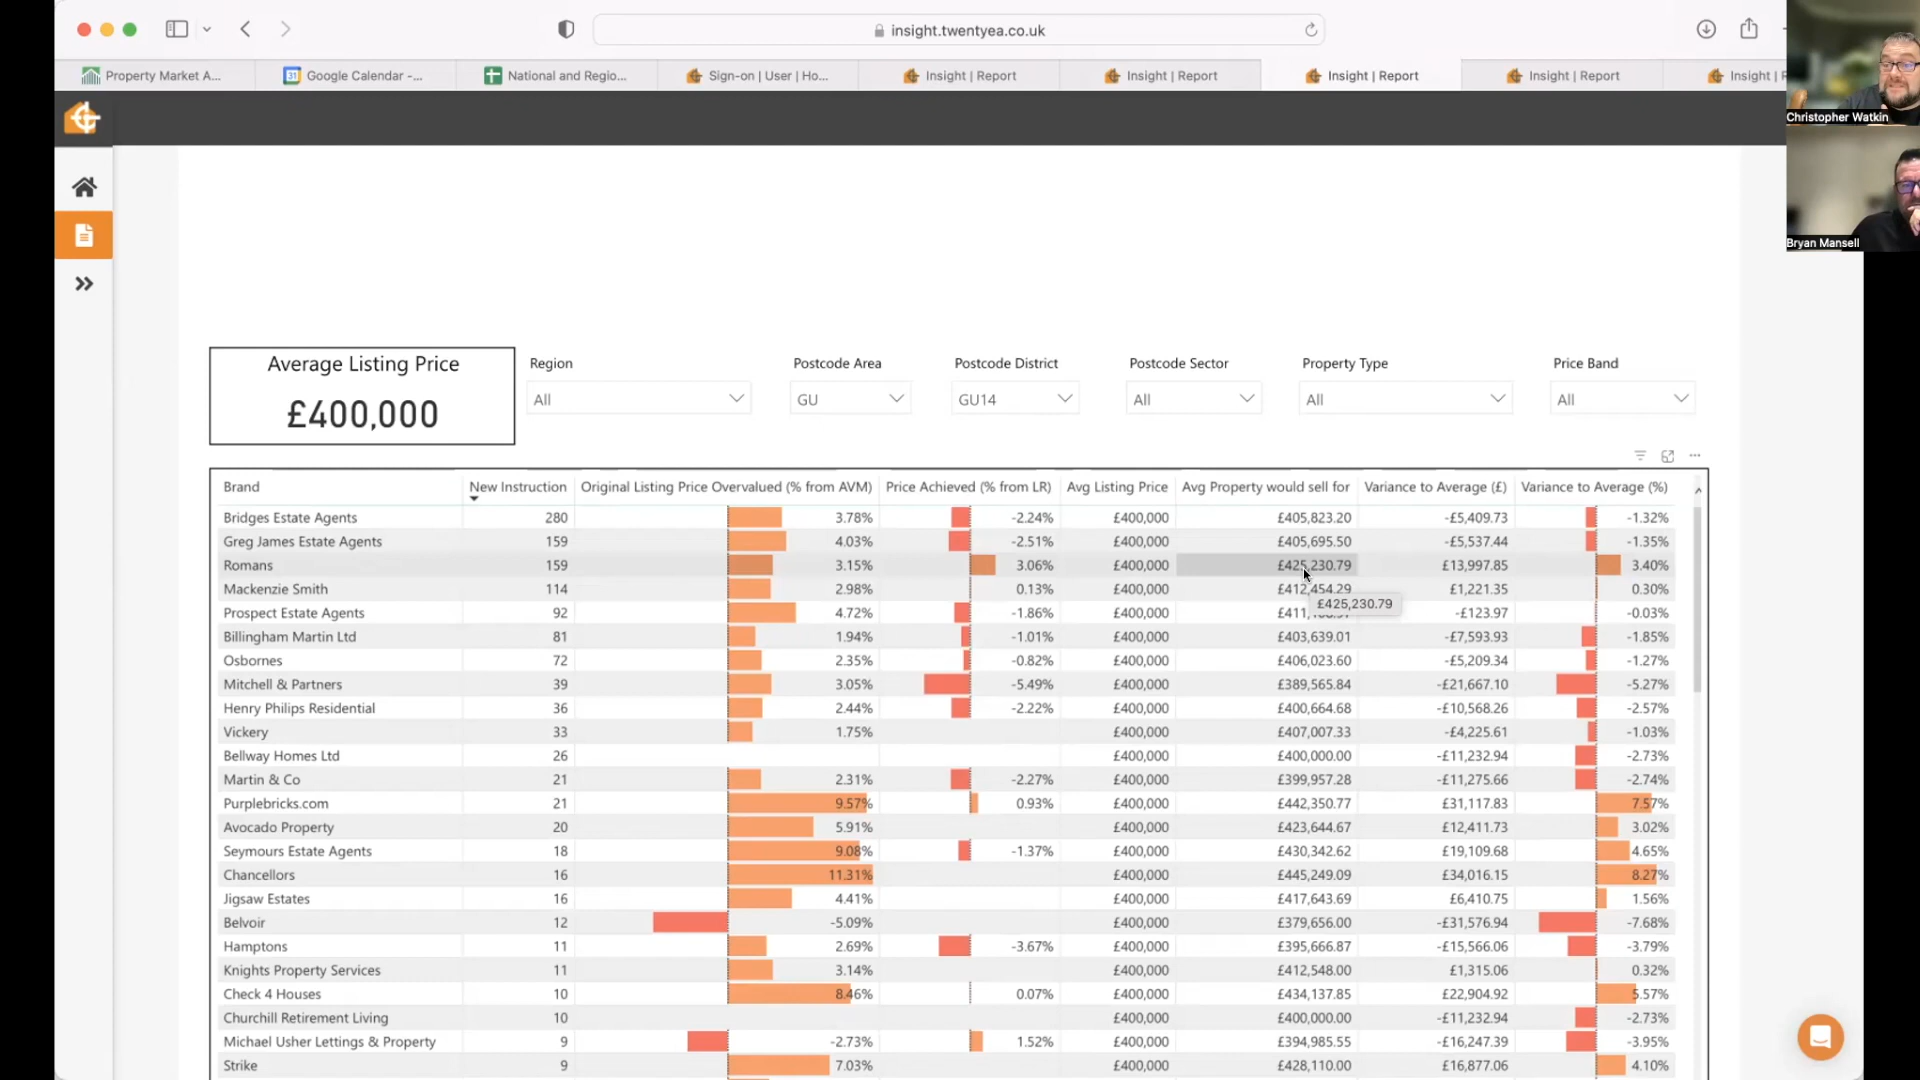 insight.twentyea.co.uk
Property Market A...
31 Google Calendar -...
National and Regio...
Sign-on | User | Ho...
Insight | Report
Insight | Report
Insight | Report
Insight | Report
Insight | F
Christopher Watkin
Bryan Mansell
Average Listing Price
£400,000
Region Postcode Area Postcode District Postcode Sector Property Type Price Band
All GU GU14 All All All
Brand New Instruction Original Listing Price Overvalued (% from AVM) Price Achieved (% from LR) Avg Listing Price Avg Property would sell for Variance to Average (£) Variance to Average (%)
Bridges Estate Agents 280 3.78% -2.24% £400,000 £405,823.20 -£5,409.73 -1.32%
Greg James Estate Agents 159 4.03% -2.51% £400,000 £405,695.50 -£5,537.44 -1.35%
Romans 159 3.15% 3.06% £400,000 £425,230.79 £13,997.85 3.40%
Mackenzie Smith 114 2.98% 0.13% £400,000 £412,454.29 £1,221.35 0.30%
£425,230.79
Prospect Estate Agents 92 4.72% -1.86% £400,000 -£123.97 -0.03%
Billingham Martin Ltd 81 1.94% -1.01% £400,000 £403,639.01 -£7,593.93 -1.85%
Osbornes 72 2.35% -0.82% £400,000 £406,023.60 -£5,209.34 -1.27%
Mitchell & Partners 39 3.05% -5.49% £400,000 £389,565.84 -£21,667.10 -5.27%
Henry Philips Residential 36 2.44% -2.22% £400,000 £400,664.68 -£10,568.26 -2.57%
Vickery 33 1.75% £400,000 £407,007.33 -£4,225.61 -1.03%
Bellway Homes Ltd 26 £400,000 £400,000.00 -£11,232.94 -2.73%
Martin & Co 21 2.31% -2.27% £400,000 £399,957.28 -£11,275.66 -2.74%
Purplebricks.com 21 9.57% 0.93% £400,000 £442,350.77 £31,117.83 7.57%
Avocado Property 20 5.91% £400,000 £423,644.67 £12,411.73 3.02%
Seymours Estate Agents 18 9.08% -1.37% £400,000 £430,342.62 £19,109.68 4.65%
Chancellors 16 11.31% £400,000 £445,249.09 £34,016.15 8.27%
Jigsaw Estates 16 4.41% £400,000 £417,643.69 £6,410.75 1.56%
Belvoir 12 -5.09% £400,000 £379,656.00 -£31,576.94 -7.68%
Hamptons 11 2.69% -3.67% £400,000 £395,666.87 -£15,566.06 -3.79%
Knights Property Services 11 3.14% £400,000 £412,548.00 £1,315.06 0.32%
Check 4 Houses 10 8.46% 0.07% £400,000 £434,137.85 £22,904.92 5.57%
Churchill Retirement Living 10 £400,000 £400,000.00 -£11,232.94 -2.73%
Michael Usher Lettings & Property 9 -2.73% 1.52% £400,000 £394,985.55 -£16,247.39 -3.95%
Strike 9 7.03% £400,000 £428,110.00 £16,877.06 4.10%